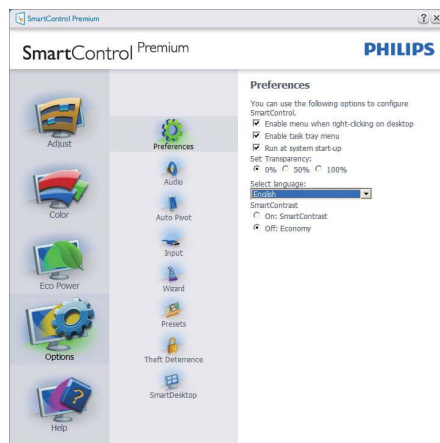 SmartControl Premium
SmartControl Premium
PHILIPS
Adjust
Color
Eco Power
Options
Help
Preferences
Audio
Auto Pivot
Input
Wizard
Presets
Theft Deterrence
SmartDesktop
Preferences
You can use the following options to configure
SmartControl.
Enable menu when right-clicking on desktop
Enable task tray menu
Run at system start-up
Set Transparency:
0% 50% 100%
Select language:
English
SmartContrast
On: SmartContrast
Off: Economy